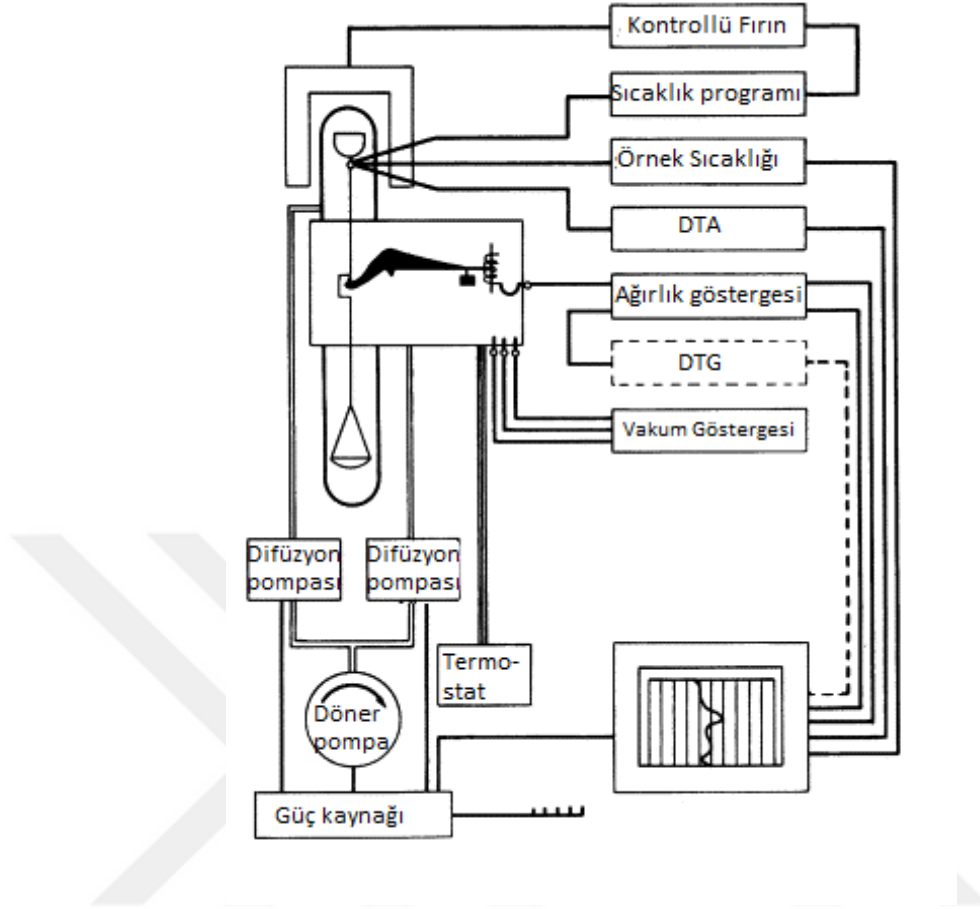 Kontrollü Fırın
Sıcaklık programı
Örnek Sıcaklığı
DTA
Ağırlık göstergesi
DTG
Vakum Göstergesi
Difüzyon
pompası
Difüzyon
pompası
Termo-
stat
Döner
pompa
Güç kaynağı